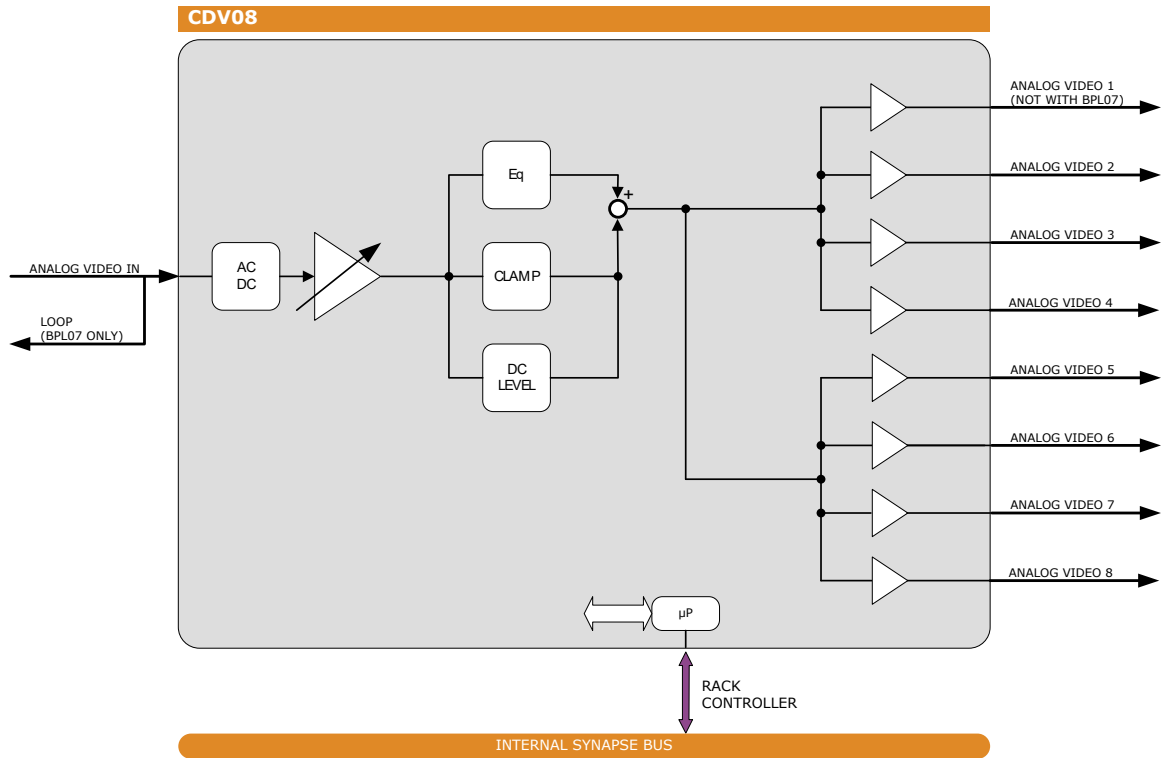 CDV08
ANALOG VIDEO 1
(NOT WITH BPL07)
ANALOG VIDEO 2
Eq
+
ANALOG VIDEO 3
ANALOG VIDEO IN
AC
DC
CLAMP
ANALOG VIDEO 4
LOOP
(BPL07 ONLY)
DC
LEVEL
ANALOG VIDEO 5
ANALOG VIDEO 6
ANALOG VIDEO 7
ANALOG VIDEO 8
µP
RACK
CONTROLLER
INTERNAL SYNAPSE BUS